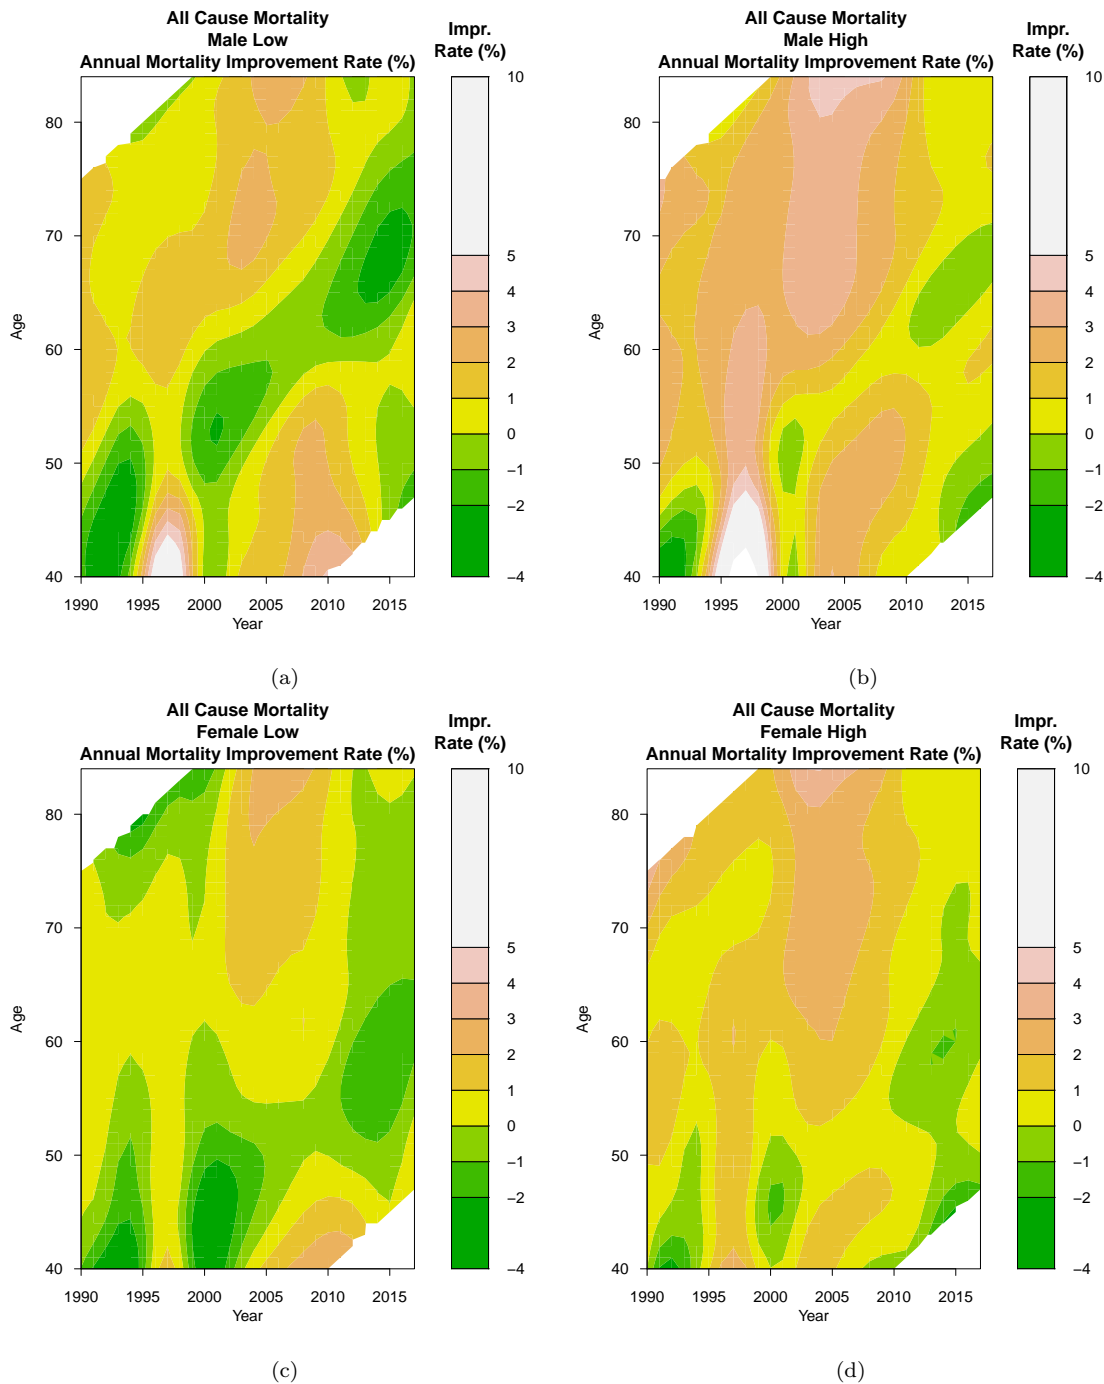 All Cause Mortality
Male Low
Annual Mortality Improvement Rate (%)
Impr.
Rate (%)
Age
80
70
60
50
40
1990 1995 2000 2005 2010 2015
Year
10
5
4
3
2
1
0
−1
−2
−4
(a)
All Cause Mortality
Male High
Annual Mortality Improvement Rate (%)
Impr.
Rate (%)
Age
80
70
60
50
40
1990 1995 2000 2005 2010 2015
Year
10
5
4
3
2
1
0
−1
−2
−4
(b)
All Cause Mortality
Female Low
Annual Mortality Improvement Rate (%)
Impr.
Rate (%)
Age
80
70
60
50
40
1990 1995 2000 2005 2010 2015
Year
10
5
4
3
2
1
0
−1
−2
−4
(c)
All Cause Mortality
Female High
Annual Mortality Improvement Rate (%)
Impr.
Rate (%)
Age
80
70
60
50
40
1990 1995 2000 2005 2010 2015
Year
10
5
4
3
2
1
0
−1
−2
−4
(d)